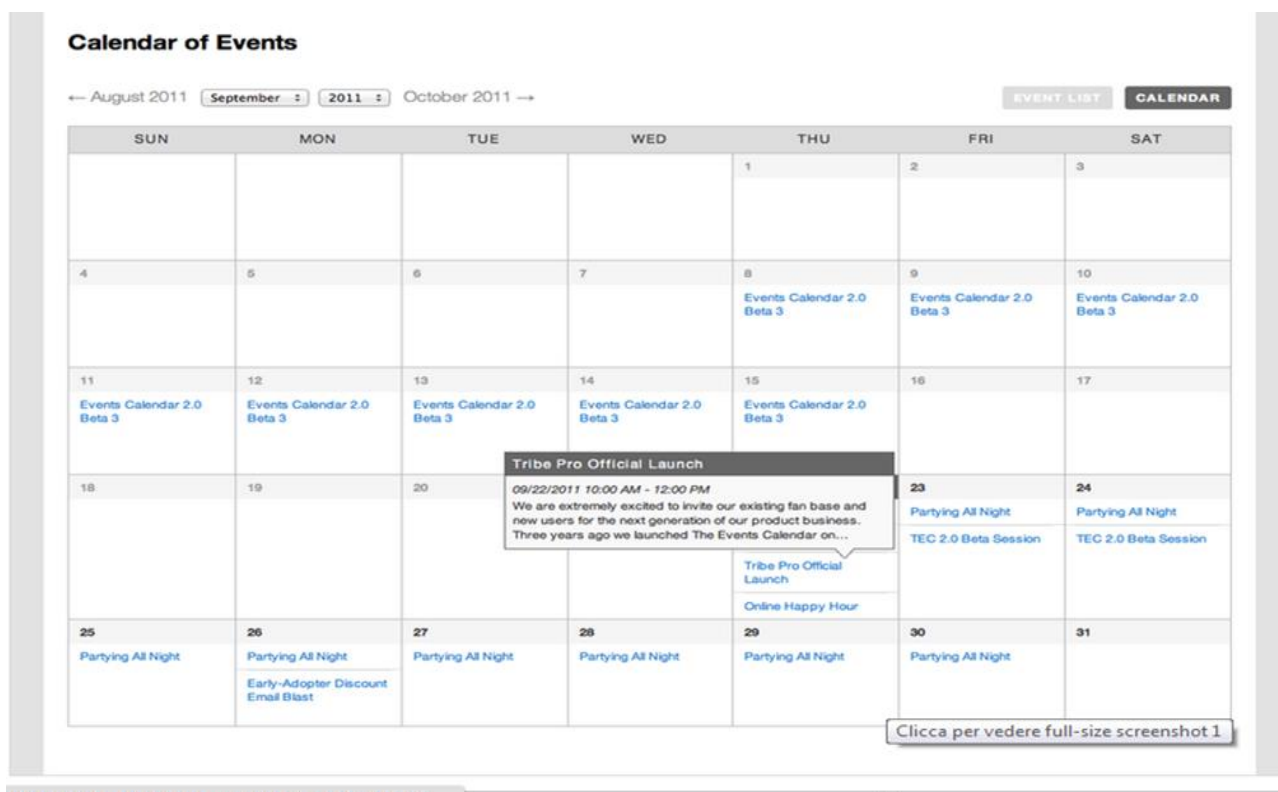 Calendar of Events
← August 2011 September 2011 October 2011 →
EVENT LIST CALENDAR
SUN MON TUE WED THU FRI SAT
1 2 3
4 5 6 7 8 9 10
Events Calendar 2.0 Events Calendar 2.0 Events Calendar 2.0
Beta 3 Beta 3 Beta 3
11 12 13 14 15 16 17
Events Calendar 2.0 Events Calendar 2.0 Events Calendar 2.0 Events Calendar 2.0 Events Calendar 2.0
Beta 3 Beta 3 Beta 3 Beta 3 Beta 3
Tribe Pro Official Launch
18 19 20 23 24
09/22/2011 10:00 AM - 12:00 PM
We are extremely excited to invite our existing fan base and
new users for the next generation of our product business.
Three years ago we launched The Events Calendar on...
Partying All Night Partying All Night
TEC 2.0 Beta Session TEC 2.0 Beta Session
Tribe Pro Official
Launch
Online Happy Hour
25 26 27 28 29 30 31
Partying All Night Partying All Night Partying All Night Partying All Night Partying All Night Partying All Night
Early-Adopter Discount
Email Blast
Clicca per vedere full-size screenshot 1